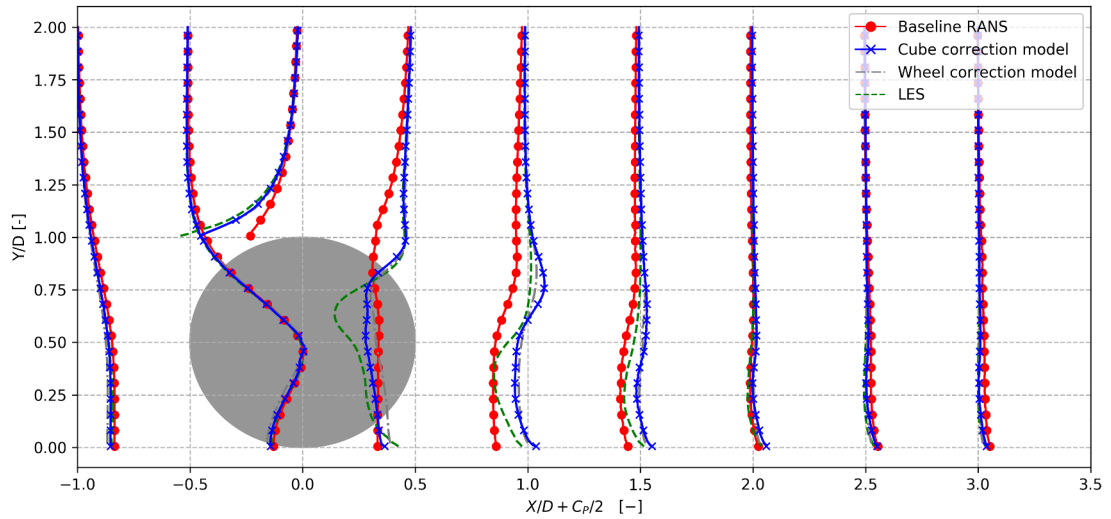 Baseline RANS
Cube correction model
Wheel correction model
LES
Y/D [-]
2.00
1.75
1.50
1.25
1.00
0.75
0.50
0.25
0.00
−1.0 −0.5 0.0 0.5 1.0 1.5 2.0 2.5 3.0 3.5
X/D + C_P/2 [−]